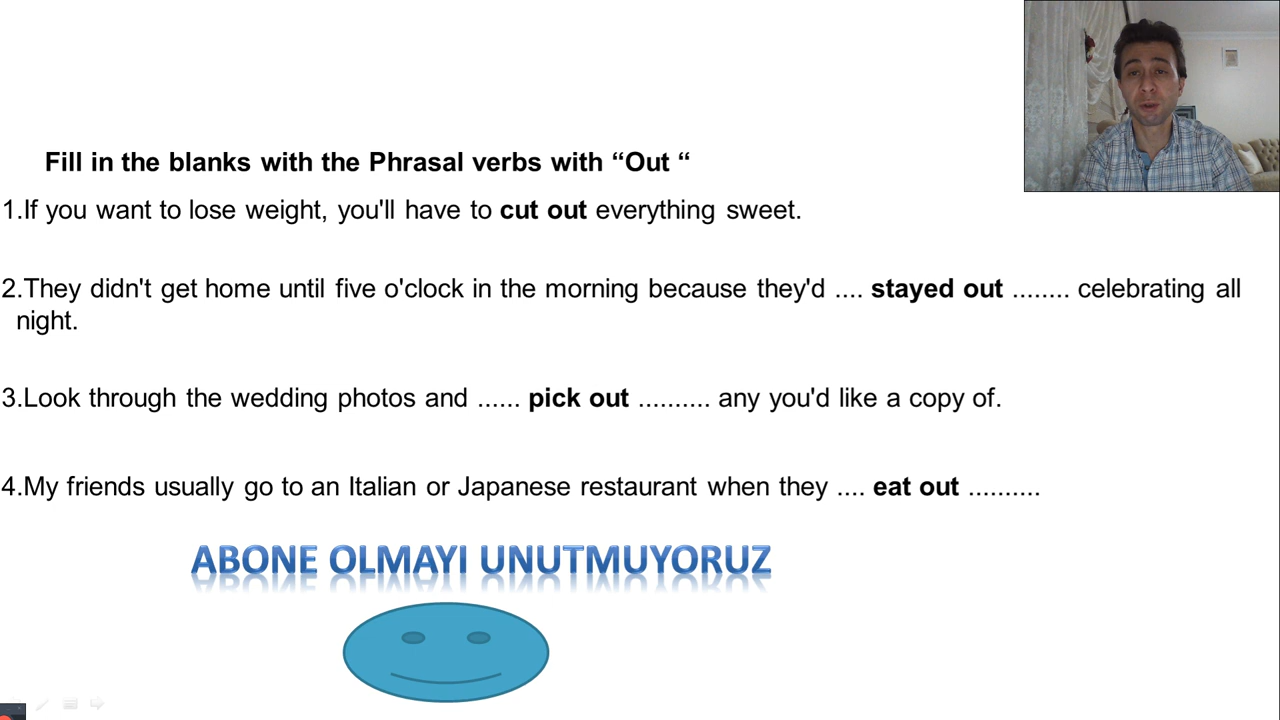 Fill in the blanks with the Phrasal verbs with “Out “
1.If you want to lose weight, you'll have to cut out everything sweet.
2.They didn't get home until five o'clock in the morning because they'd .... stayed out ........ celebrating all
night.
3.Look through the wedding photos and ...... pick out .......... any you'd like a copy of.
4.My friends usually go to an Italian or Japanese restaurant when they .... eat out ..........
ABONE OLMAYI UNUTMUYORUZ